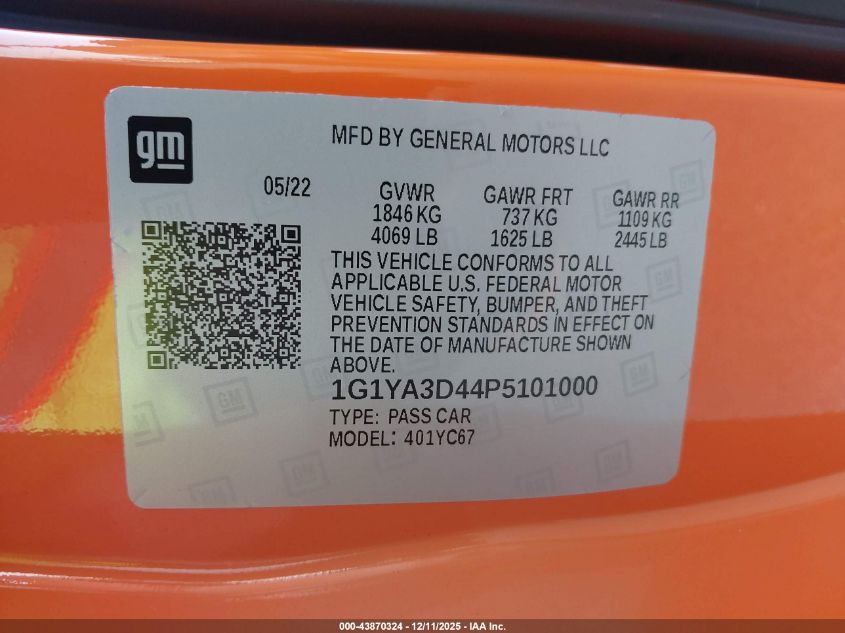 gm
MFD BY GENERAL MOTORS LLC
05/22 GVWR GAWR FRT GAWR RR
1846 KG 737 KG 1109 KG
4069 LB 1625 LB 2445 LB
THIS VEHICLE CONFORMS TO ALL
APPLICABLE U.S. FEDERAL MOTOR
VEHICLE SAFETY, BUMPER, AND THEFT
PREVENTION STANDARDS IN EFFECT ON
THE DATE OF MANUFACTURE SHOWN
ABOVE.
1G1YA3D44P5101000
TYPE: PASS CAR
MODEL: 401YC67
000-43870324 - 12/11/2025 - IAA Inc.